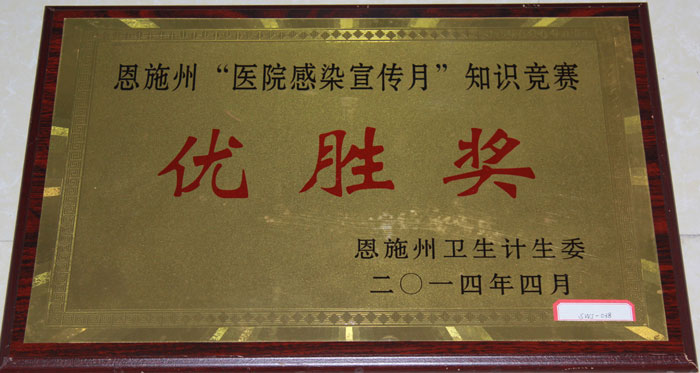 恩施州“医院感染宣传月”知识竞赛
优胜奖
恩施州卫生计生委
二〇一四年四月